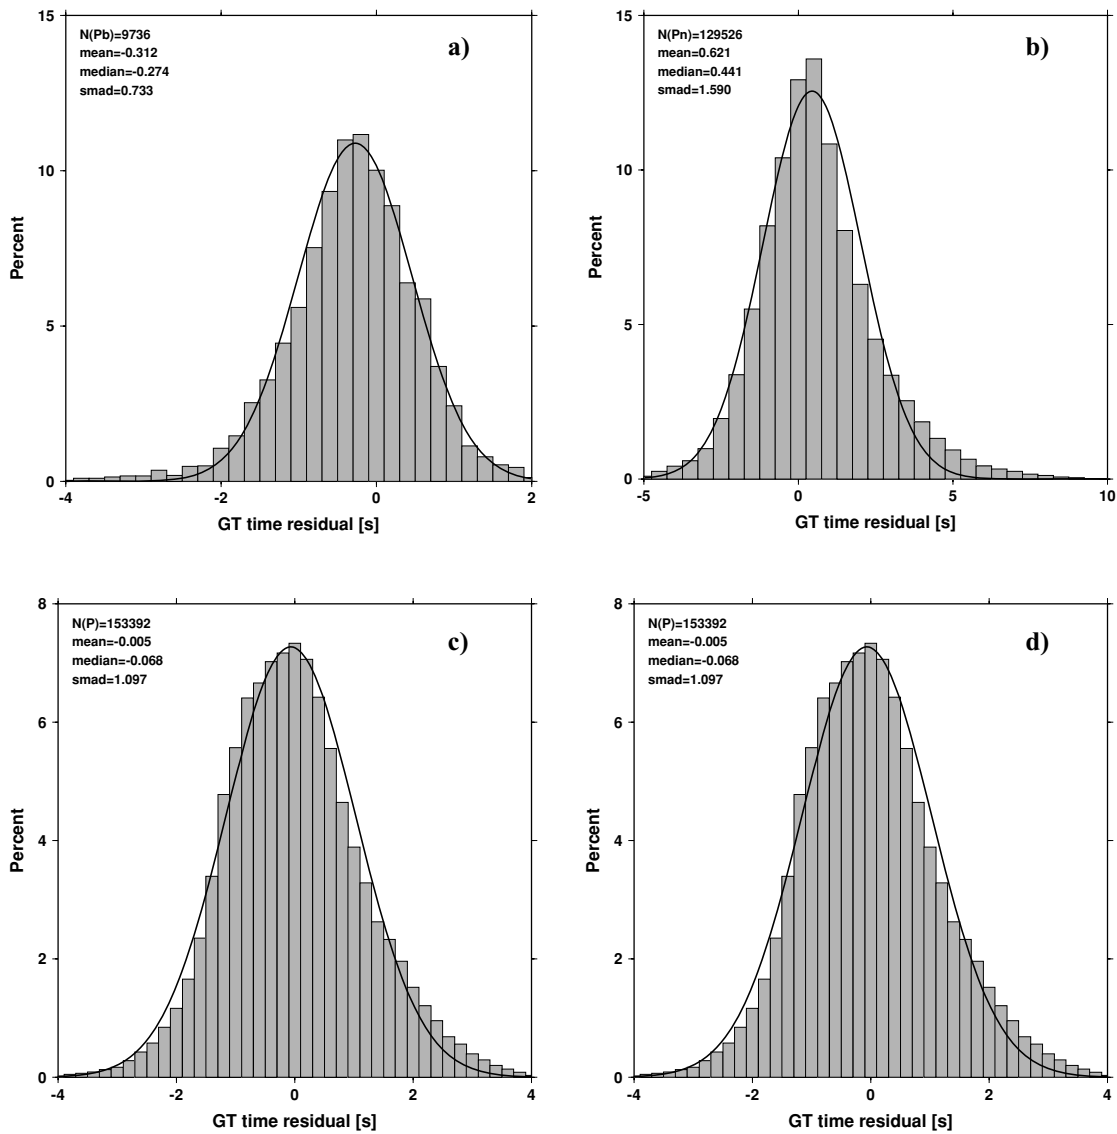 15
10
5
0
Percent
N(Pb)=9736
mean=-0.312
median=-0.274
smad=0.733
a)
-4
-2
0
2
GT time residual [s]
15
10
5
0
Percent
N(Pn)=129526
mean=0.621
median=0.441
smad=1.590
b)
-5
0
5
10
GT time residual [s]
8
6
4
2
0
Percent
N(P)=153392
mean=-0.005
median=-0.068
smad=1.097
c)
-4
-2
0
2
4
GT time residual [s]
8
6
4
2
0
Percent
N(P)=153392
mean=-0.005
median=-0.068
smad=1.097
d)
-4
-2
0
2
4
GT time residual [s]